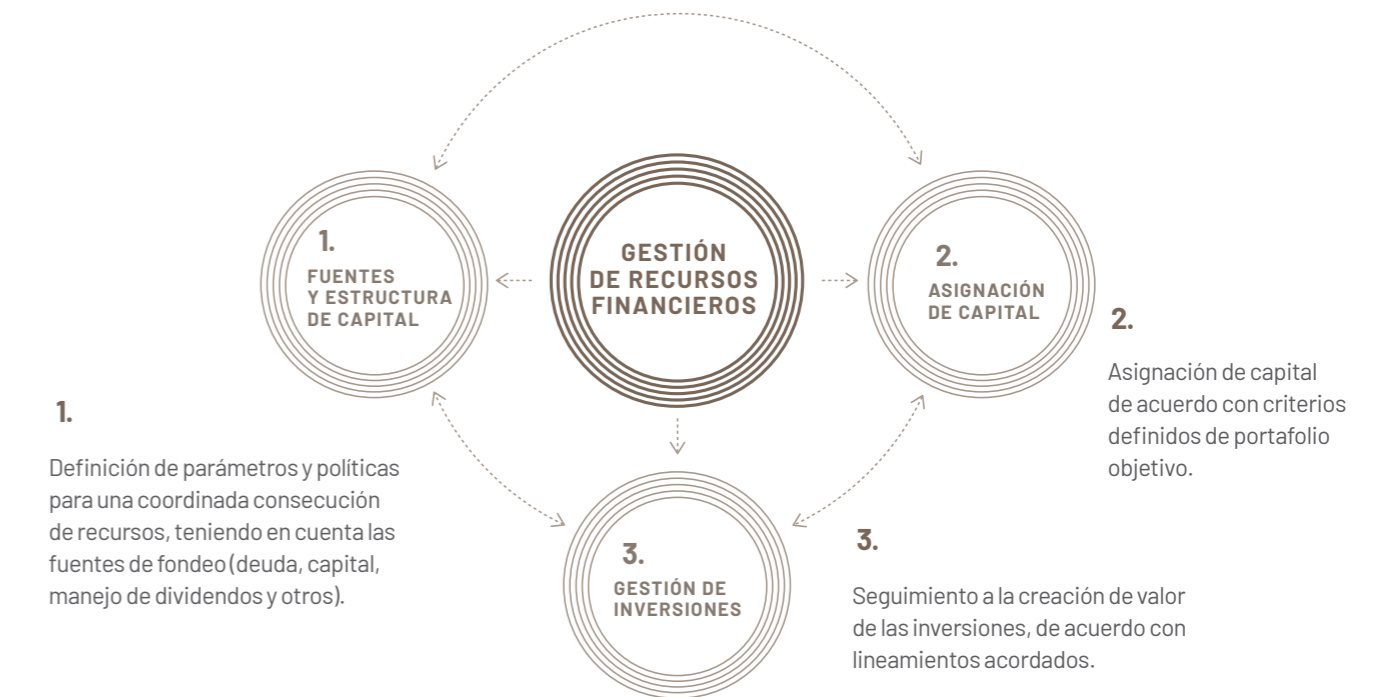 GESTIÓN
DE RECURSOS
FINANCIEROS
1.
FUENTES
Y ESTRUCTURA
DE CAPITAL
2.
ASIGNACIÓN
DE CAPITAL
3.
GESTIÓN DE
INVERSIONES
1.
Definición de parámetros y políticas
para una coordinada consecución
de recursos, teniendo en cuenta las
fuentes de fondeo (deuda, capital,
manejo de dividendos y otros).
2.
Asignación de capital
de acuerdo con criterios
definidos de portafolio
objetivo.
3.
Seguimiento a la creación de valor
de las inversiones, de acuerdo con
lineamientos acordados.